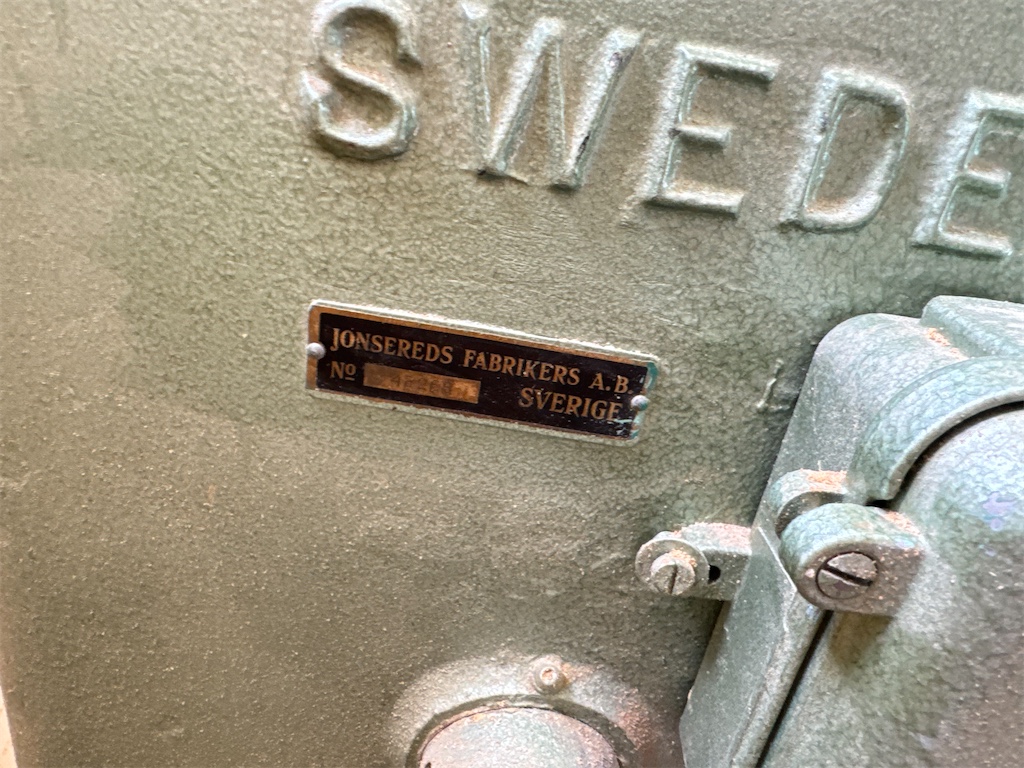 SWEDE
JONSEREDS FABRIKERS A.B.
No
SVERIGE